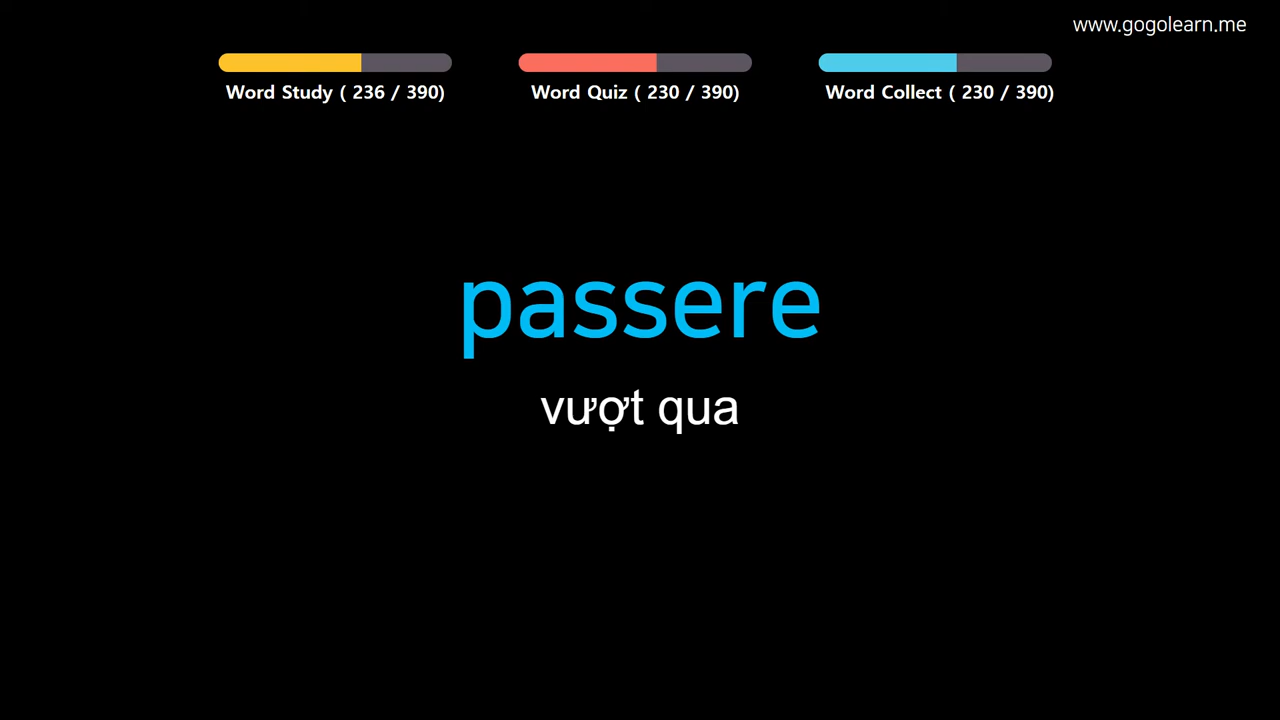 www.gogolearn.me
Word Study ( 236 / 390)
Word Quiz ( 230 / 390)
Word Collect ( 230 / 390)
passere
vượt qua